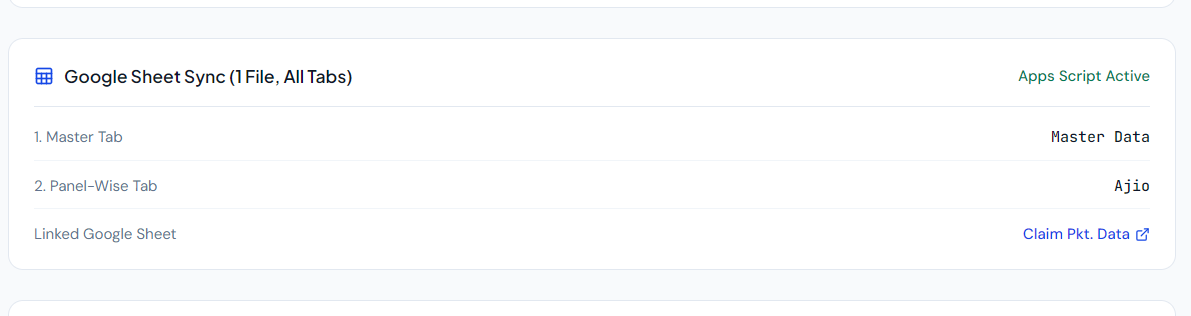 Google Sheet Sync (1 File, All Tabs)
Apps Script Active
1. Master Tab
Master Data
2. Panel-Wise Tab
Ajio
Linked Google Sheet
Claim Pkt. Data